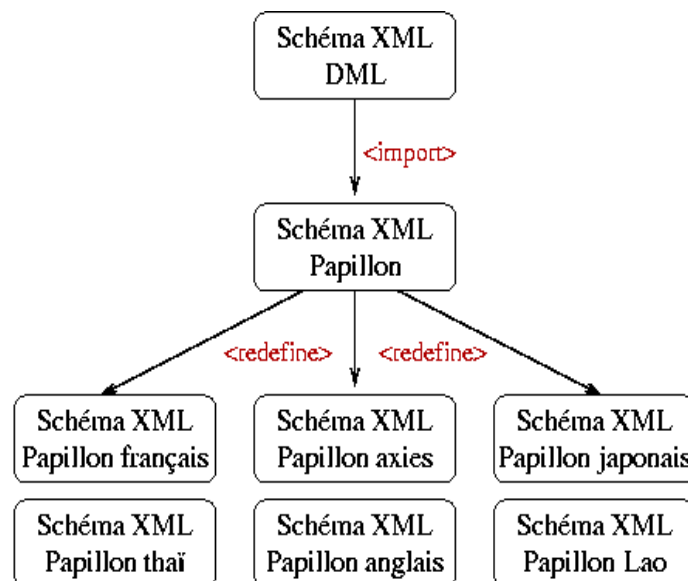 Schéma XML
DML
<import>
Schéma XML
Papillon
<redefine> <redefine>
Schéma XML
Papillon français
Schéma XML
Papillon axies
Schéma XML
Papillon japonais
Schéma XML
Papillon thaï
Schéma XML
Papillon anglais
Schéma XML
Papillon Lao